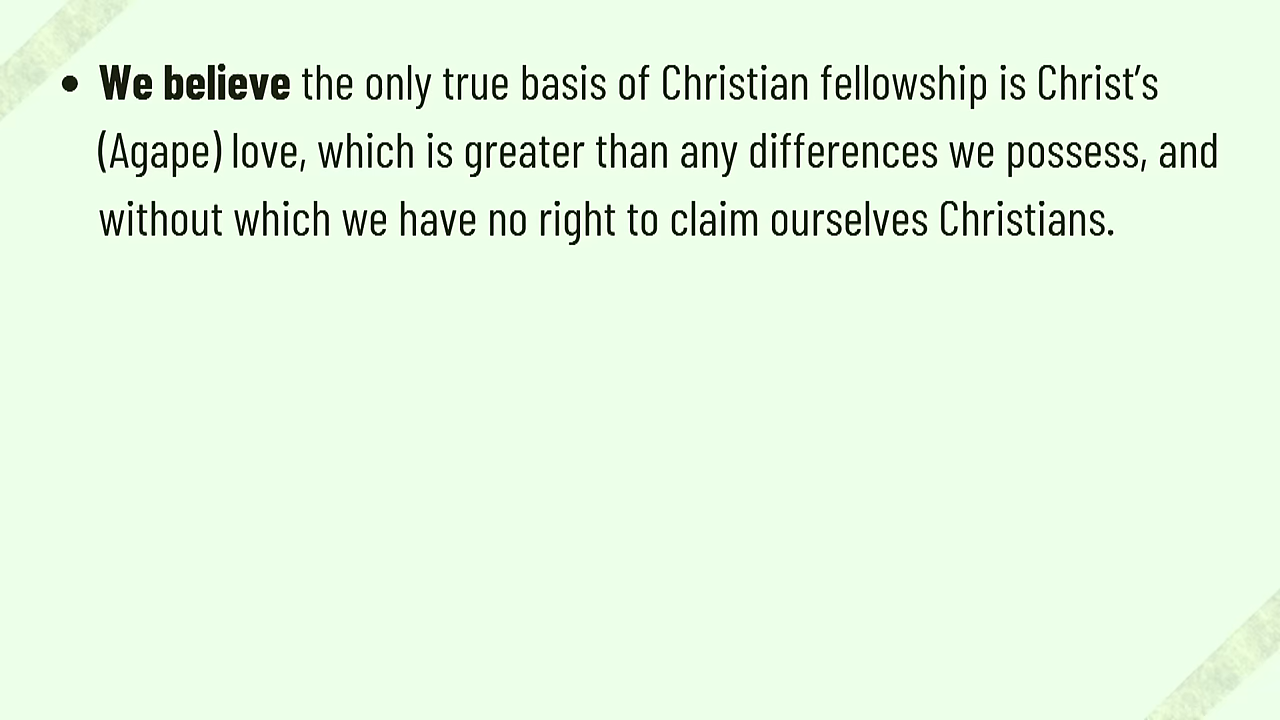 • We believe the only true basis of Christian fellowship is Christ’s
(Agape) love, which is greater than any differences we possess, and
without which we have no right to claim ourselves Christians.